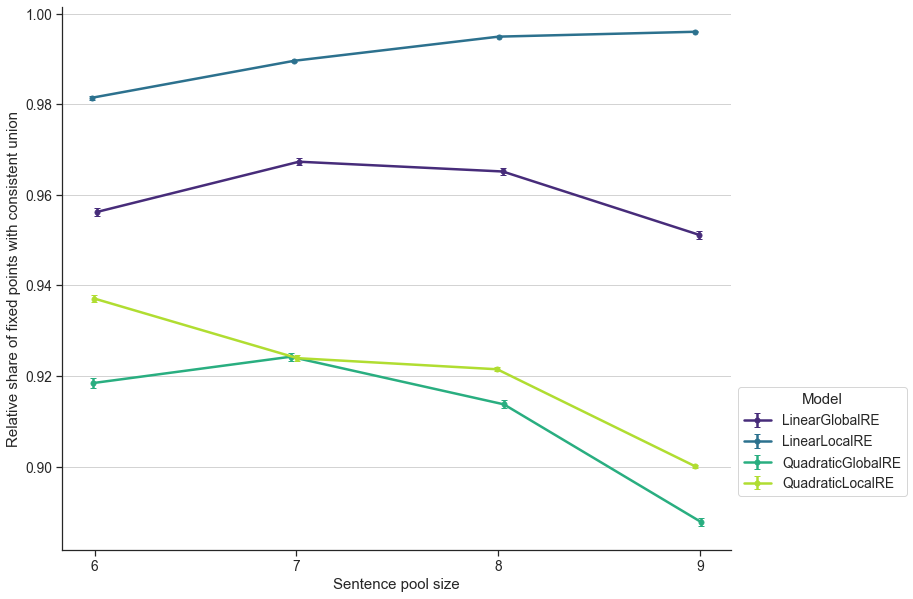 Relative share of fixed points with consistent union
1.00
0.98
0.96
0.94
0.92
0.90
6
7
8
9
Sentence pool size
Model
LinearGlobalRE
LinearLocalRE
QuadraticGlobalRE
QuadraticLocalRE